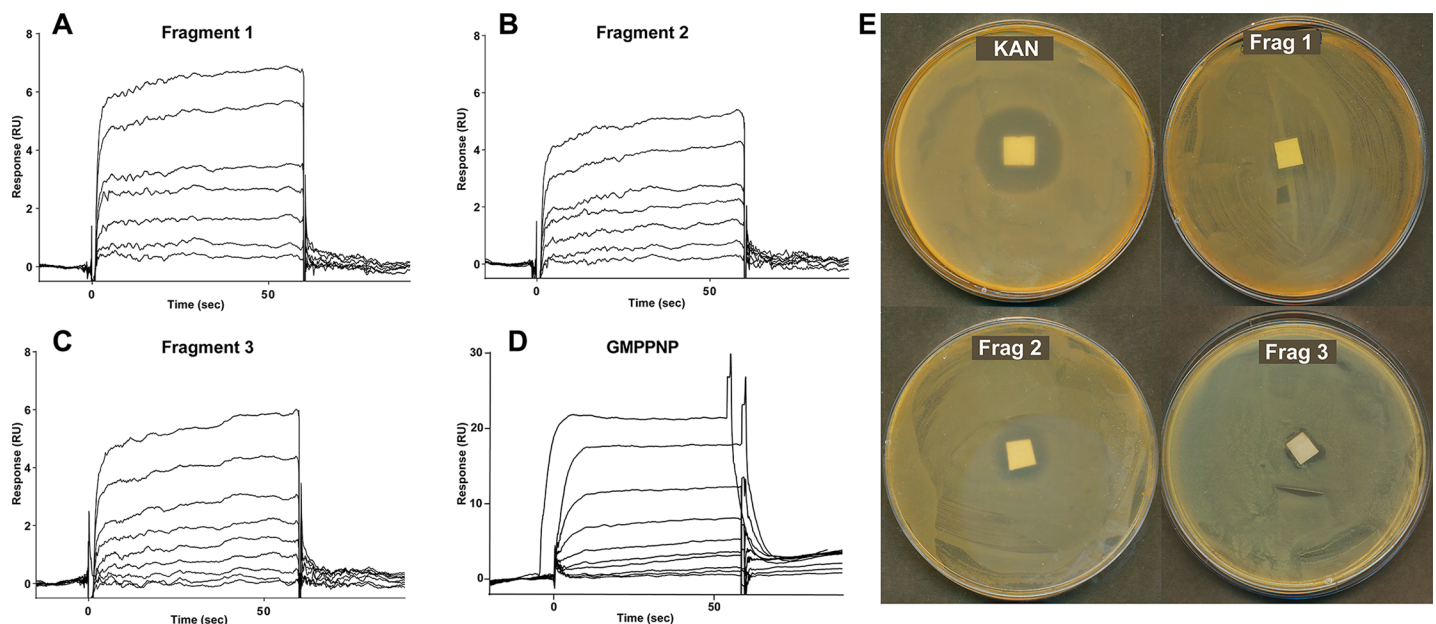 A
Fragment 1
8
6
4
2
0
Response (RU)
0
50
Time (sec)
B
Fragment 2
8
6
4
2
0
Response (RU)
0
50
Time (sec)
C
Fragment 3
8
6
4
2
0
Response (RU)
0
50
Time (sec)
D
GMPPNP
30
20
10
0
Response (RU)
0
50
Time (sec)
E
KAN
Frag 1
Frag 2
Frag 3